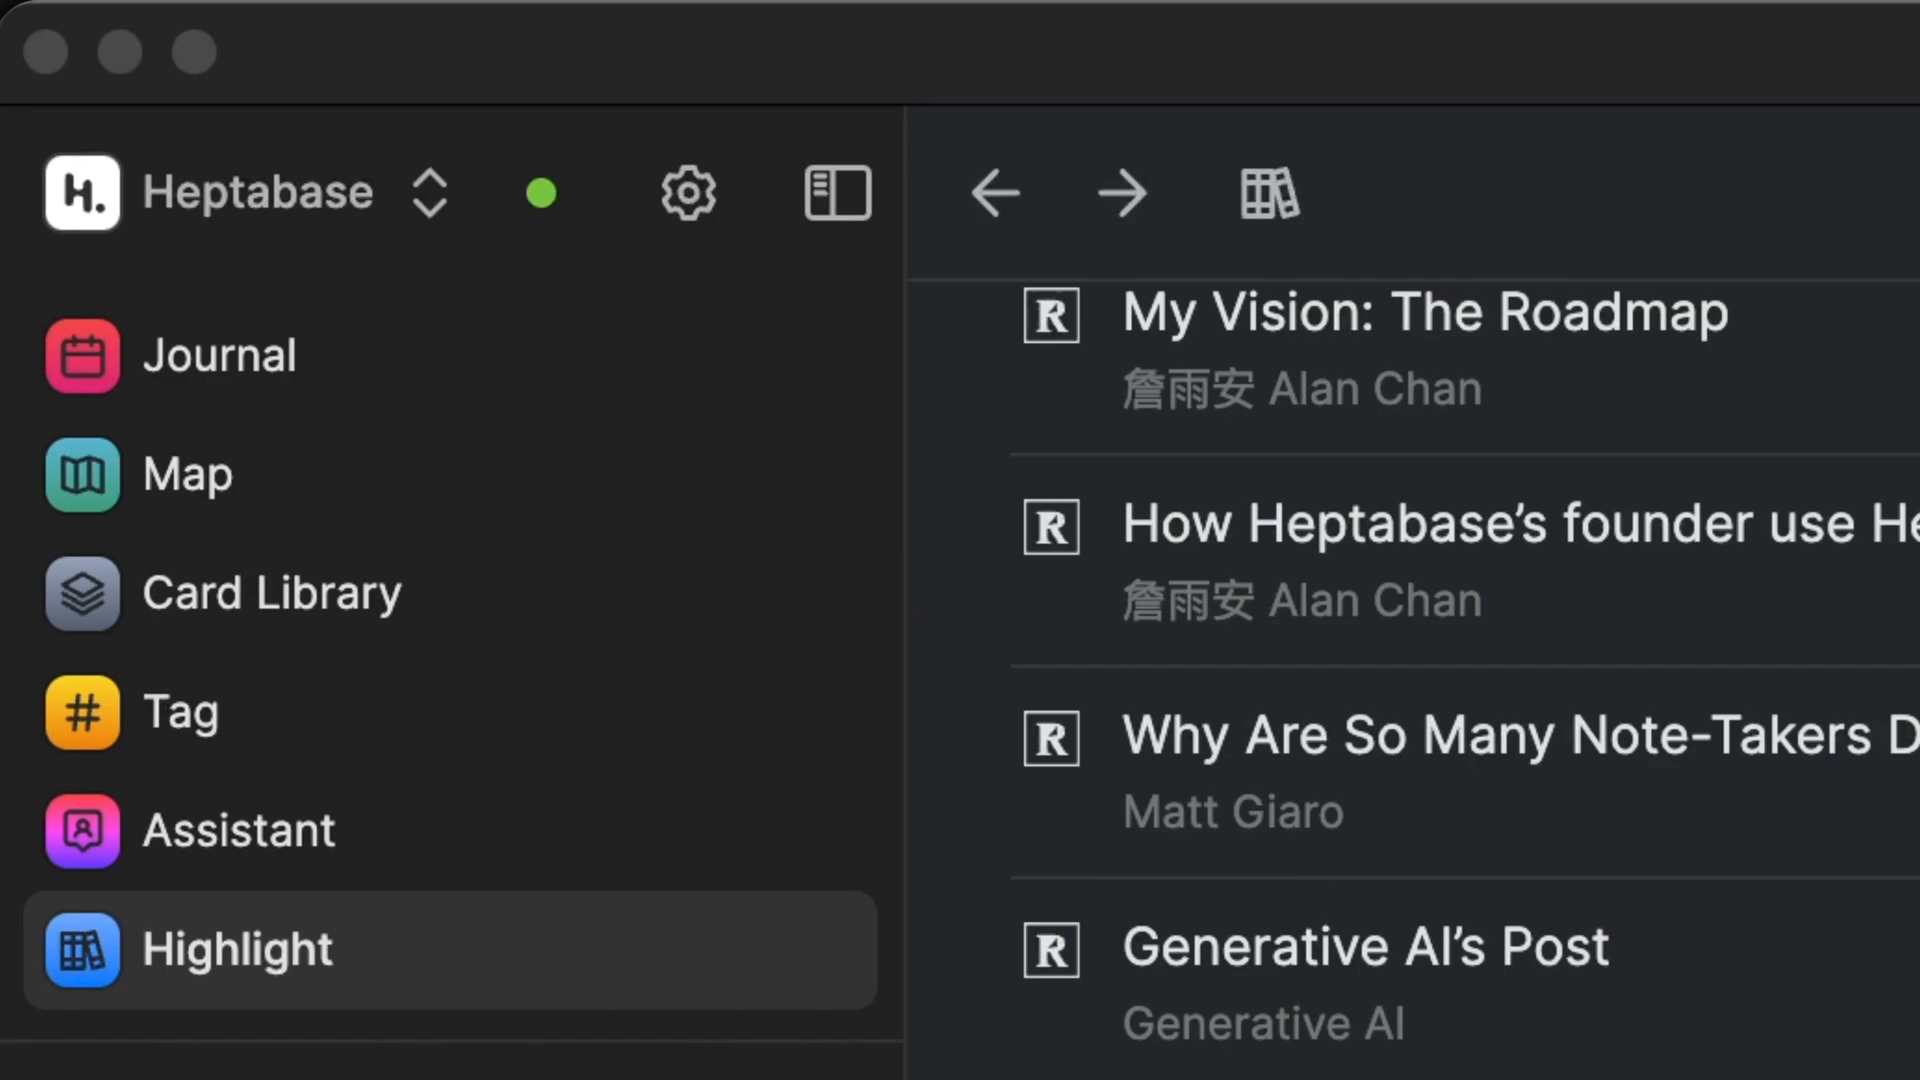 h. Heptabase
Journal
Map
Card Library
# Tag
Assistant
Highlight
R My Vision: The Roadmap
詹雨安 Alan Chan
R How Heptabase’s founder use He
詹雨安 Alan Chan
R Why Are So Many Note-Takers D
Matt Giaro
R Generative AI’s Post
Generative AI